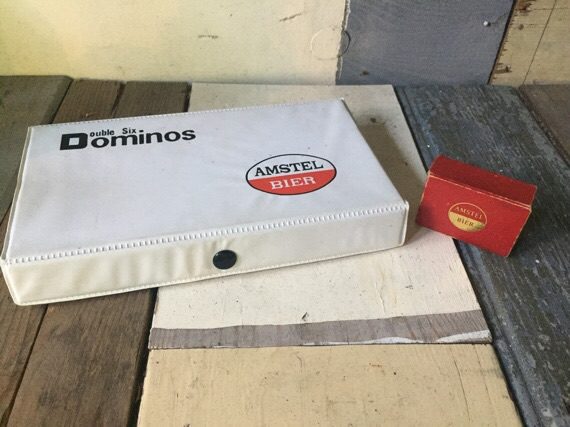 Double Six
Dominos
AMSTEL
BIER
AMSTEL
BIER